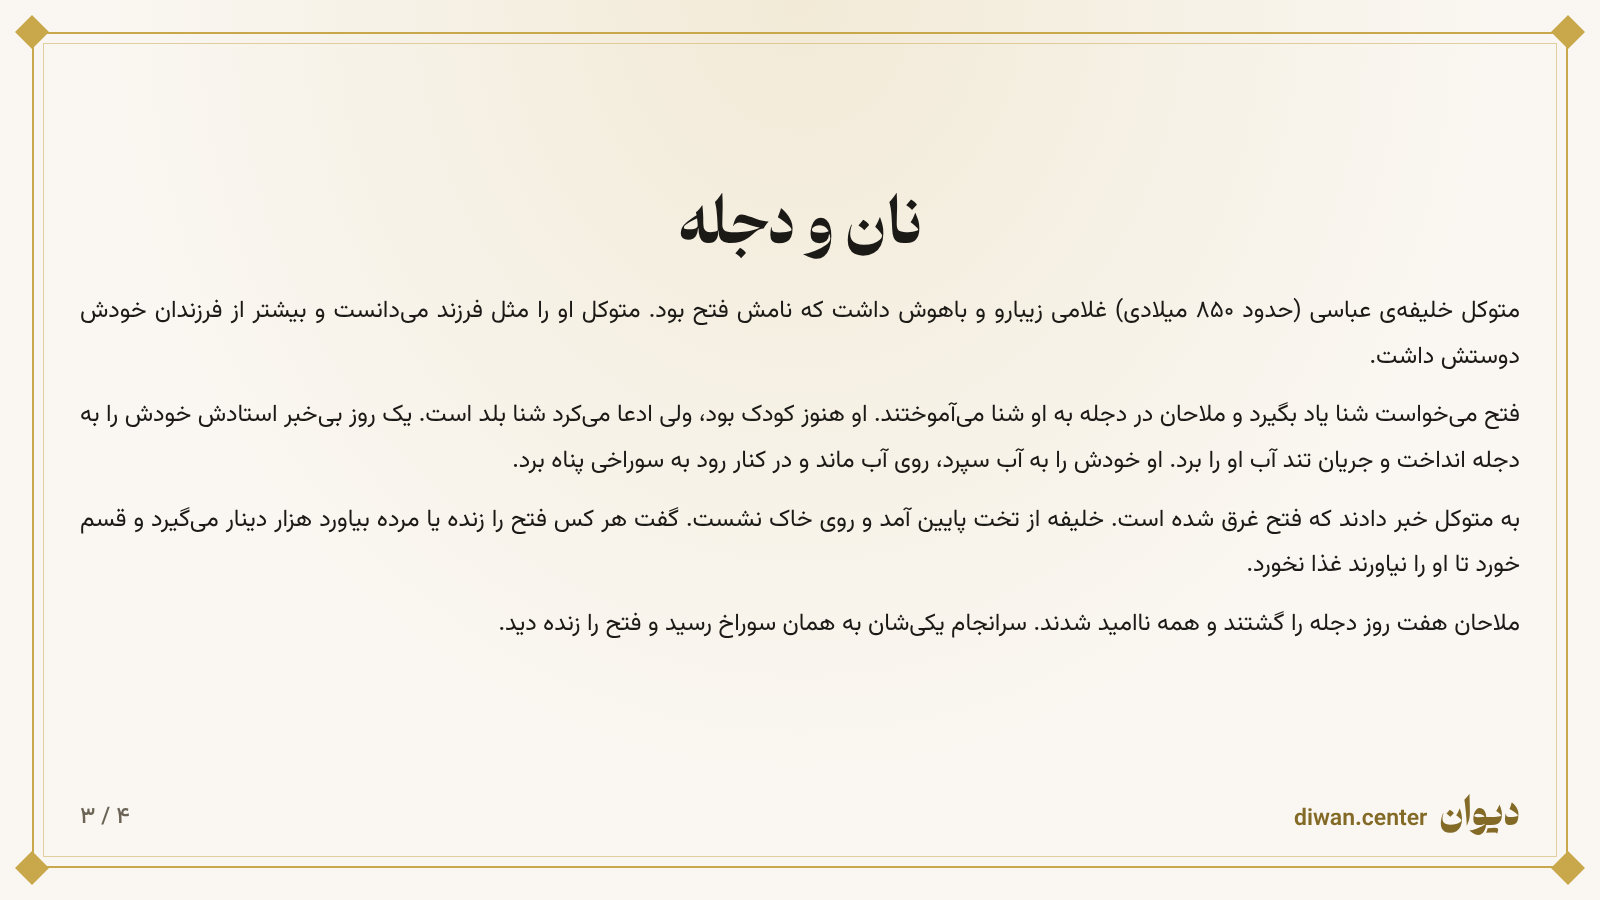 نان و دجله
متوکل خلیفه‌ی عباسی (حدود ۸۵۰ میلادی) غلامی زیبارو و باهوش داشت که نامش فتح بود. متوکل او را مثل فرزند می‌دانست و بیشتر از فرزندان خودش
دوستش داشت.
فتح می‌خواست شنا یاد بگیرد و ملاحان در دجله به او شنا می‌آموختند. او هنوز کودک بود، ولی ادعا می‌کرد شنا بلد است. یک روز بی‌خبر استادش خودش را به
دجله انداخت و جریان تند آب او را برد. او خودش را به آب سپرد، روی آب ماند و در کنار رود به سوراخی پناه برد.
به متوکل خبر دادند که فتح غرق شده است. خلیفه از تخت پایین آمد و روی خاک نشست. گفت هر کس فتح را زنده یا مرده بیاورد هزار دینار می‌گیرد و قسم
خورد تا او را نیاورند غذا نخورد.
ملاحان هفت روز دجله را گشتند و همه ناامید شدند. سرانجام یکی‌شان به همان سوراخ رسید و فتح را زنده دید.
دیوان diwan.center
۳ / ۴